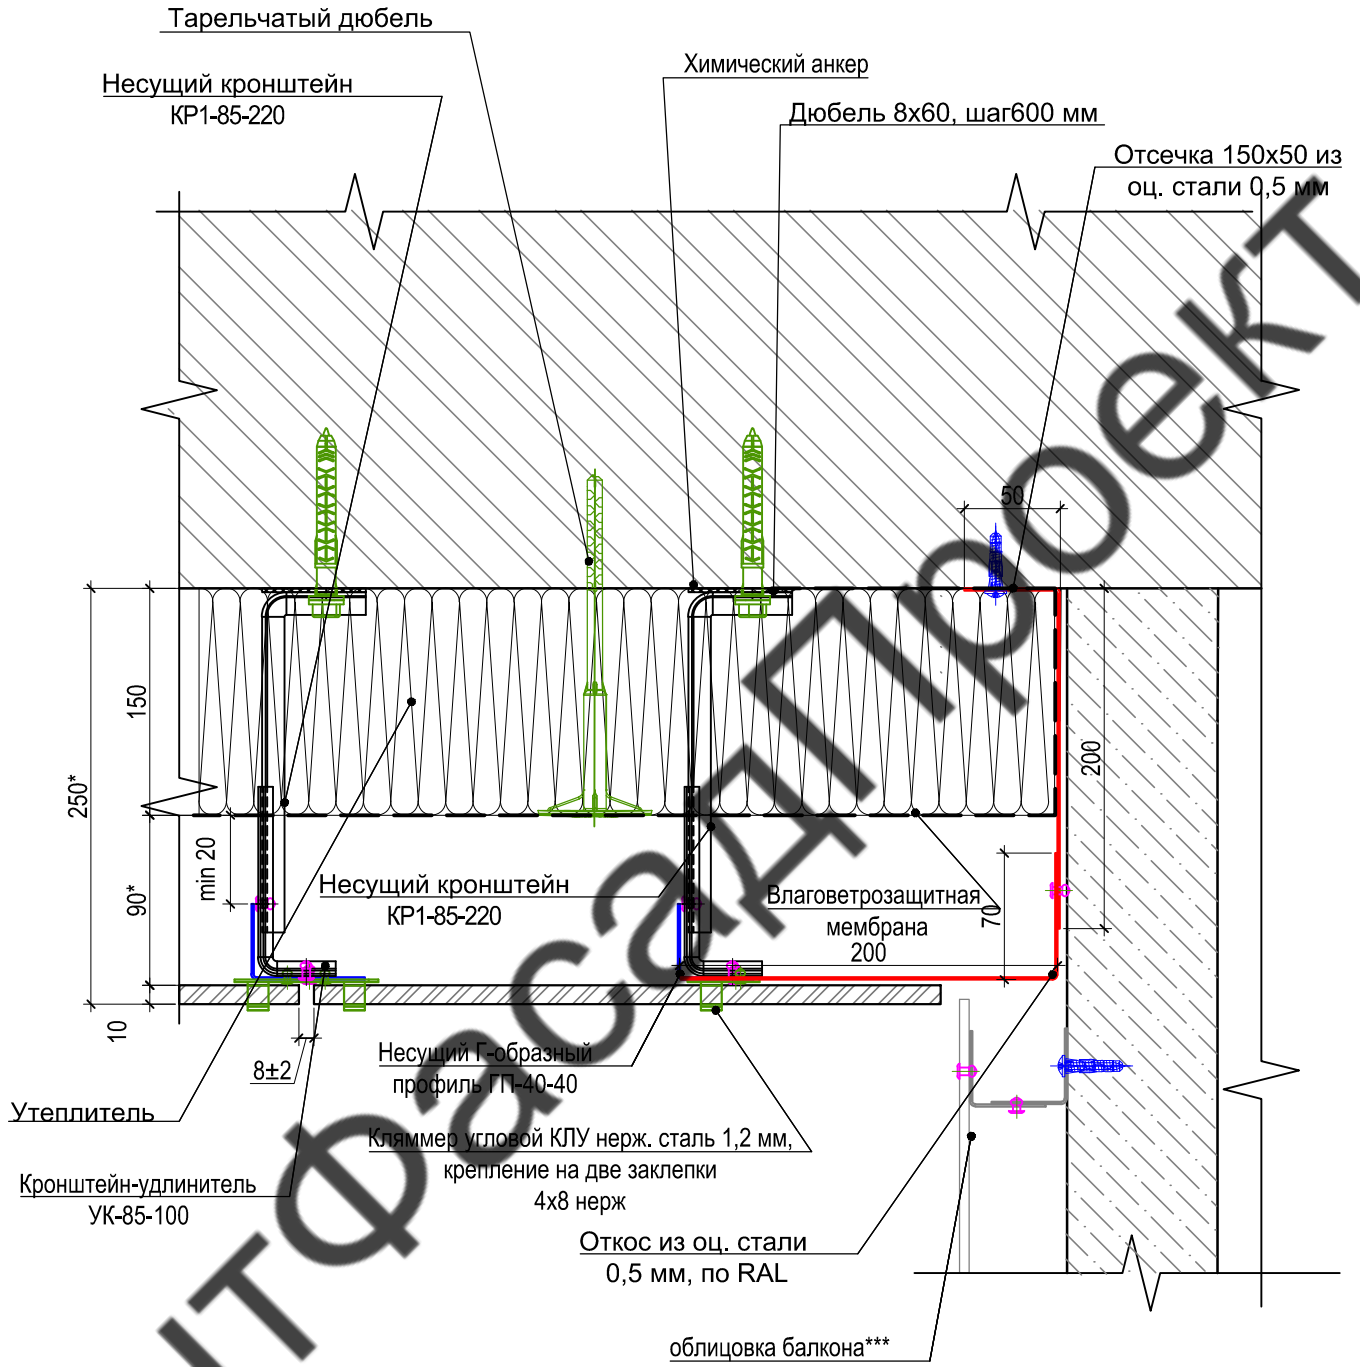 Тарельчатый дюбель
Несущий кронштейн
КР1-85-220
Химический анкер
Дюбель 8х60, шаг600 мм
Отсечка 150х50 из
оц. стали 0,5 мм
50
150
250*
200
min 20
90*
Несущий кронштейн
КР1-85-220
Влаговетрозащитная
мембрана
200
70
10
8±2
Несущий Г-образный
профиль ГП-40-40
Утеплитель
Кляммер угловой КЛУ нерж. сталь 1,2 мм,
крепление на две заклепки
4х8 нерж
Кронштейн-удлинитель
УК-85-100
Откос из оц. стали
0,5 мм, по RAL
облицовка балкона***
нтФасадПроект